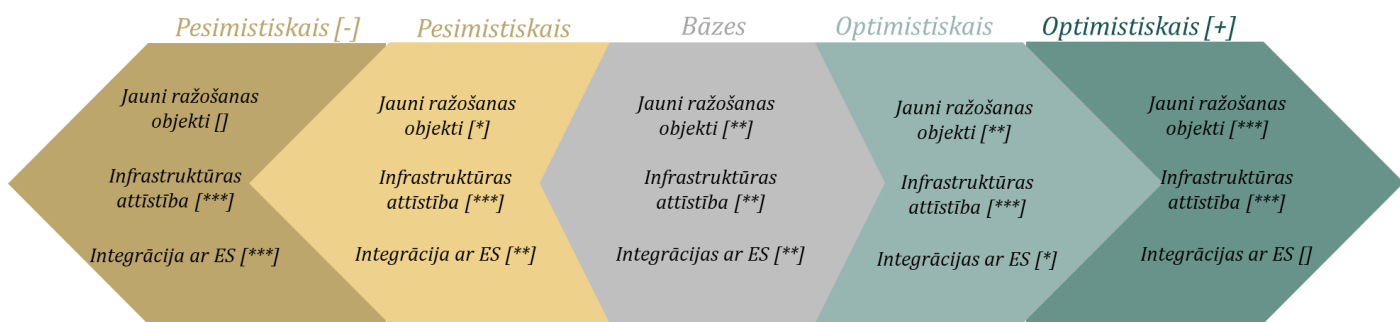 Pesimistiskais [-]
Pesimistiskais
Bāzes
Optimistiskais
Optimistiskais [+]
Jauni ražošanas
objekti []
Infrastruktūras
attīstība [***]
Integrācija ar ES [***]
Jauni ražošanas
objekti [*]
Infrastruktūras
attīstība [***]
Integrācija ar ES [**]
Jauni ražošanas
objekti [**]
Infrastruktūras
attīstība [**]
Integrācijas ar ES [**]
Jauni ražošanas
objekti [**]
Infrastruktūras
attīstība [***]
Integrācijas ar ES [*]
Jauni ražošanas
objekti [***]
Infrastruktūras
attīstība [***]
Integrācijas ar ES []